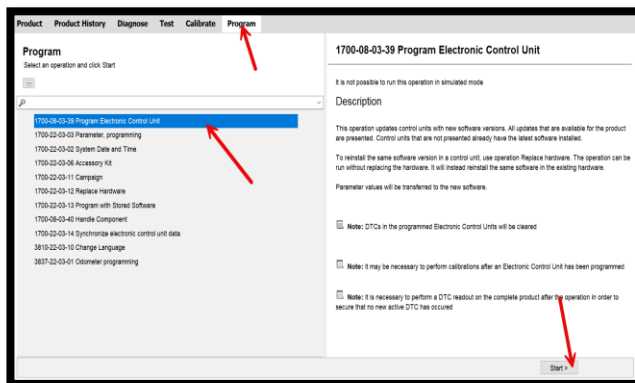 Product Product History Diagnose Test Calibrate Program
Program
Select an operation and click Start
1700-08-03-39 Program Electronic Control Unit
1700-22-03-03 Parameter, programming
1700-22-03-02 System Date and Time
1700-22-03-06 Accessory Kit
1700-22-03-11 Campaign
1700-22-03-12 Replace Hardware
1700-22-03-13 Program with Stored Software
1700-08-03-40 Handle Component
1700-22-03-14 Synchronize electronic control unit data
3810-22-03-10 Change Language
3837-22-03-01 Odometer programming
1700-08-03-39 Program Electronic Control Unit
It is not possible to run this operation in simulated mode
Description
This operation updates control units with new software versions. All updates that are available for the product
are presented. Control units that are not presented already have the latest software installed.
To reinstall the same software version in a control unit, use operation Replace hardware. The operation can be
run without replacing the hardware. It will instead reinstall the same software in the existing hardware.
Parameter values will be transferred to the new software.
Note: DTCs in the programmed Electronic Control Units will be cleared
Note: It may be necessary to perform calibrations after an Electronic Control Unit has been programmed
Note: It is necessary to perform a DTC readout on the complete product after the operation in order to
secure that no new active DTC has occured
Start >